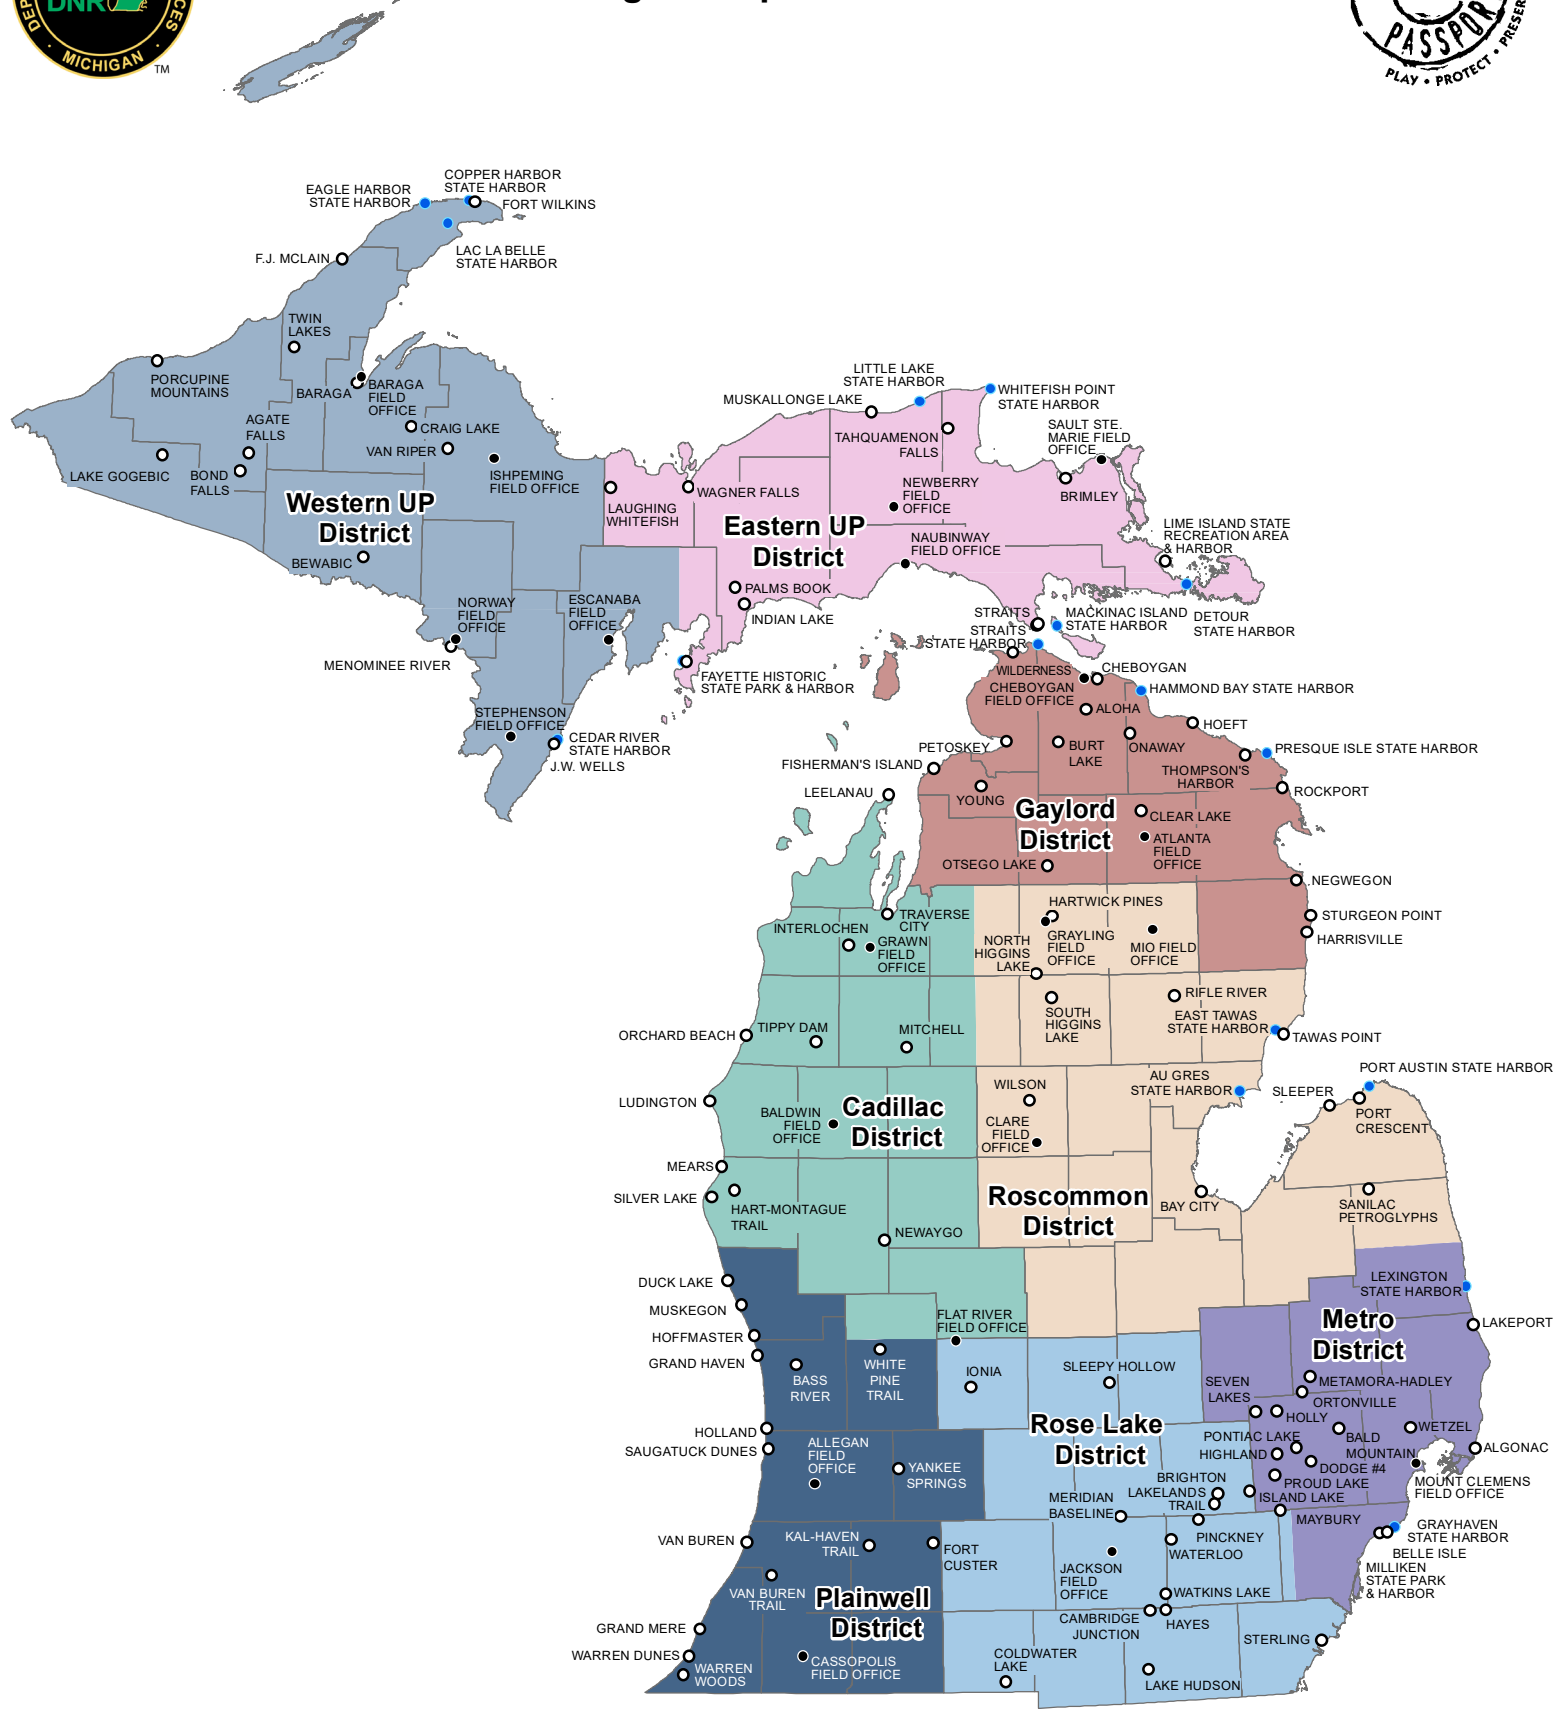 DNR
MICHIGAN
TM
PASSPOR
PLAY • PROTECT • PRESER
COPPER HARBOR
STATE HARBOR
EAGLE HARBOR
STATE HARBOR
FORT WILKINS
LAC LA BELLE
STATE HARBOR
F.J. MCLAIN
TWIN
LAKES
PORCUPINE
MOUNTAINS
BARAGA
BARAGA
FIELD
OFFICE
AGATE
FALLS
CRAIG LAKE
VAN RIPER
LAKE GOGEBIC
BOND
FALLS
ISHPEMING
FIELD OFFICE
Western UP
District
BEWABIC
NORWAY
FIELD
OFFICE
ESCANABA
FIELD
OFFICE
MENOMINEE RIVER
STEPHENSON
FIELD OFFICE
CEDAR RIVER
STATE HARBOR
J.W. WELLS
LITTLE LAKE
STATE HARBOR
MUSKALLONGE LAKE
WHITEFISH POINT
STATE HARBOR
TAHQUAMENON
FALLS
SAULT STE.
MARIE FIELD
OFFICE
LAUGHING
WHITEFISH
WAGNER FALLS
NEWBERRY
FIELD
OFFICE
BRIMLEY
Eastern UP
District
NAUBINWAY
FIELD OFFICE
LIME ISLAND STATE
RECREATION AREA
& HARBOR
PALMS BOOK
INDIAN LAKE
STRAITS
MACKINAC ISLAND
STATE HARBOR
DETOUR
STATE HARBOR
STRAITS
STATE HARBOR
FAYETTE HISTORIC
STATE PARK & HARBOR
WILDERNESS
CHEBOYGAN
CHEBOYGAN
FIELD OFFICE
HAMMOND BAY STATE HARBOR
ALOHA
HOEFT
PETOSKEY
BURT
LAKE
ONAWAY
PRESQUE ISLE STATE HARBOR
FISHERMAN'S ISLAND
THOMPSON'S
HARBOR
LEELANAU
YOUNG
ROCKPORT
Gaylord
District
CLEAR LAKE
ATLANTA
FIELD
OFFICE
OTSEGO LAKE
NEGWEGON
HARTWICK PINES
TRAVERSE
CITY
STURGEON POINT
INTERLOCHEN
GRAWN
FIELD
OFFICE
NORTH
HIGGINS
LAKE
GRAYLING
FIELD
OFFICE
MIO FIELD
OFFICE
HARRISVILLE
RIFLE RIVER
SOUTH
HIGGINS
LAKE
EAST TAWAS
STATE HARBOR
ORCHARD BEACH
TIPPY DAM
MITCHELL
TAWAS POINT
PORT AUSTIN STATE HARBOR
WILSON
AU GRES
STATE HARBOR
SLEEPER
LUDINGTON
BALDWIN
FIELD
OFFICE
Cadillac
District
CLARE
FIELD
OFFICE
PORT
CRESCENT
MEARS
SILVER LAKE
HART-MONTAGUE
TRAIL
Roscommon
District
BAY CITY
SANILAC
PETROGLYPHS
NEWAYGO
DUCK LAKE
LEXINGTON
STATE HARBOR
MUSKEGON
FLAT RIVER
FIELD OFFICE
Metro
District
LAKEPORT
HOFFMASTER
GRAND HAVEN
BASS
RIVER
WHITE
PINE
TRAIL
IONIA
SLEEPY HOLLOW
SEVEN
LAKES
METAMORA-HADLEY
ORTONVILLE
HOLLY
HOLLAND
Rose Lake
District
WETZEL
SAUGATUCK DUNES
ALLEGAN
FIELD
OFFICE
PONTIAC LAKE
BALD
MOUNTAIN
ALGONAC
HIGHLAND
DODGE #4
YANKEE
SPRINGS
BRIGHTON
PROUD LAKE
MOUNT CLEMENS
FIELD OFFICE
LAKELANDS
TRAIL
ISLAND LAKE
MERIDIAN
BASELINE
MAYBURY
GRAYHAVEN
STATE HARBOR
VAN BUREN
KAL-HAVEN
TRAIL
FORT
CUSTER
PINCKNEY
WATERLOO
BELLE ISLE
JACKSON
FIELD
OFFICE
MILLIKEN
STATE PARK
& HARBOR
VAN BUREN
TRAIL
Plainwell
District
WATKINS LAKE
CAMBRIDGE
JUNCTION
HAYES
GRAND MERE
STERLING
WARREN DUNES
WARREN
WOODS
CASSOPOLIS
FIELD OFFICE
COLDWATER
LAKE
LAKE HUDSON